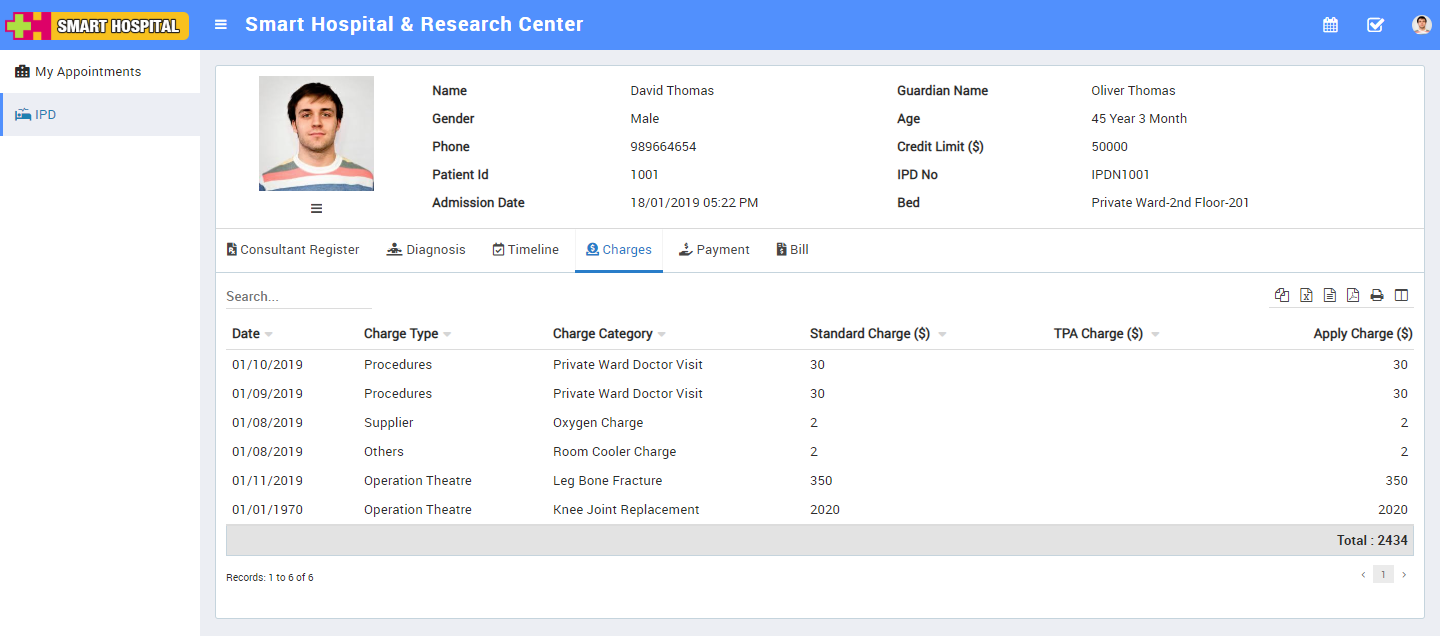 SMART HOSPITAL
Smart Hospital & Research Center
My Appointments
IPD
Name David Thomas Guardian Name Oliver Thomas
Gender Male Age 45 Year 3 Month
Phone 989664654 Credit Limit ($) 50000
Patient Id 1001 IPD No IPDN1001
Admission Date 18/01/2019 05:22 PM Bed Private Ward-2nd Floor-201
Consultant Register Diagnosis Timeline Charges Payment Bill
Search...
Date Charge Type Charge Category Standard Charge ($) TPA Charge ($) Apply Charge ($)
01/10/2019 Procedures Private Ward Doctor Visit 30 30
01/09/2019 Procedures Private Ward Doctor Visit 30 30
01/08/2019 Supplier Oxygen Charge 2 2
01/08/2019 Others Room Cooler Charge 2 2
01/11/2019 Operation Theatre Leg Bone Fracture 350 350
01/01/1970 Operation Theatre Knee Joint Replacement 2020 2020
Total : 2434
Records: 1 to 6 of 6
1